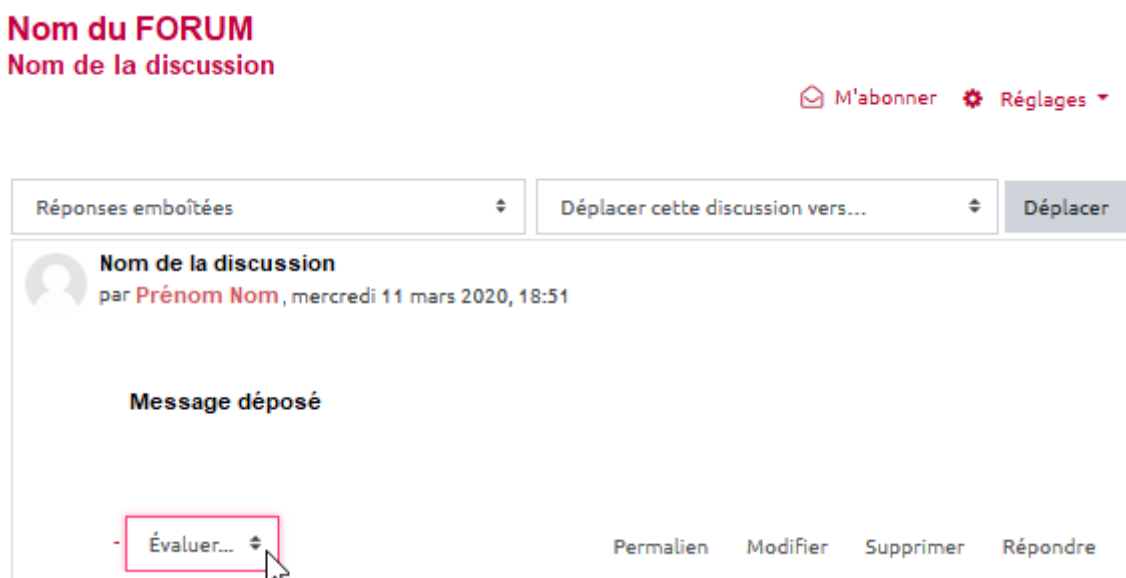 Nom du FORUM
Nom de la discussion
M'abonner Réglages
Réponses emboîtées Déplacer cette discussion vers... Déplacer
Nom de la discussion
par Prénom Nom, mercredi 11 mars 2020, 18:51
Message déposé
- Évaluer... Permalien Modifier Supprimer Répondre